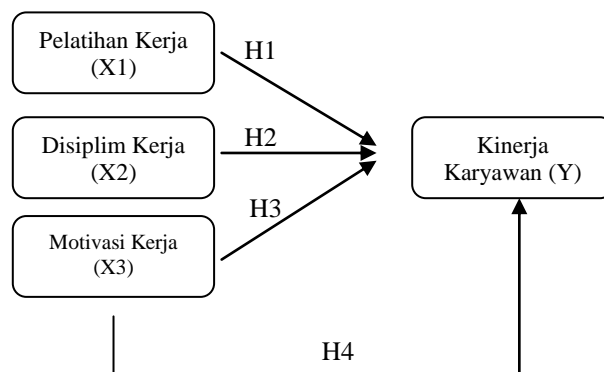 Pelatihan Kerja
(X1)
H1
Disiplim Kerja
(X2)
H2
Kinerja
Karyawan (Y)
H3
Motivasi Kerja
(X3)
H4